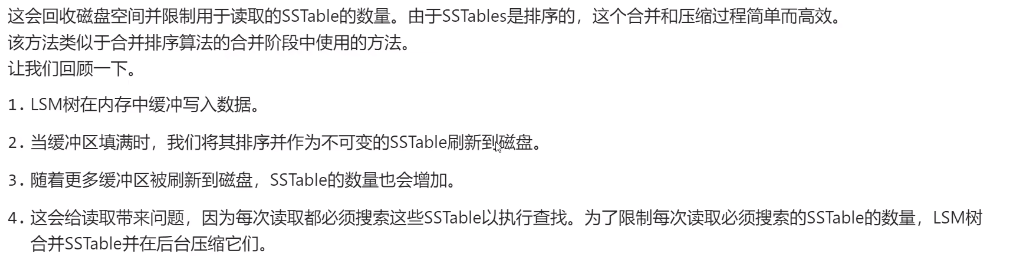 这会回收磁盘空间并限制用于读取的SSTable的数量。由于SSTables是排序的，这个合并和压缩过程简单而高效。
该方法类似于合并排序算法的合并阶段中使用的方法。
让我们回顾一下。
1. LSM树在内存中缓冲写入数据。
2. 当缓冲区填满时，我们将其排序并作为不可变的SSTable刷新到磁盘。
3. 随着更多缓冲区被刷新到磁盘，SSTable的数量也会增加。
4. 这会给读取带来问题，因为每次读取都必须搜索这些SSTable以执行查找。为了限制每次读取必须搜索的SSTable的数量，LSM树
合并SSTable并在后台压缩它们。